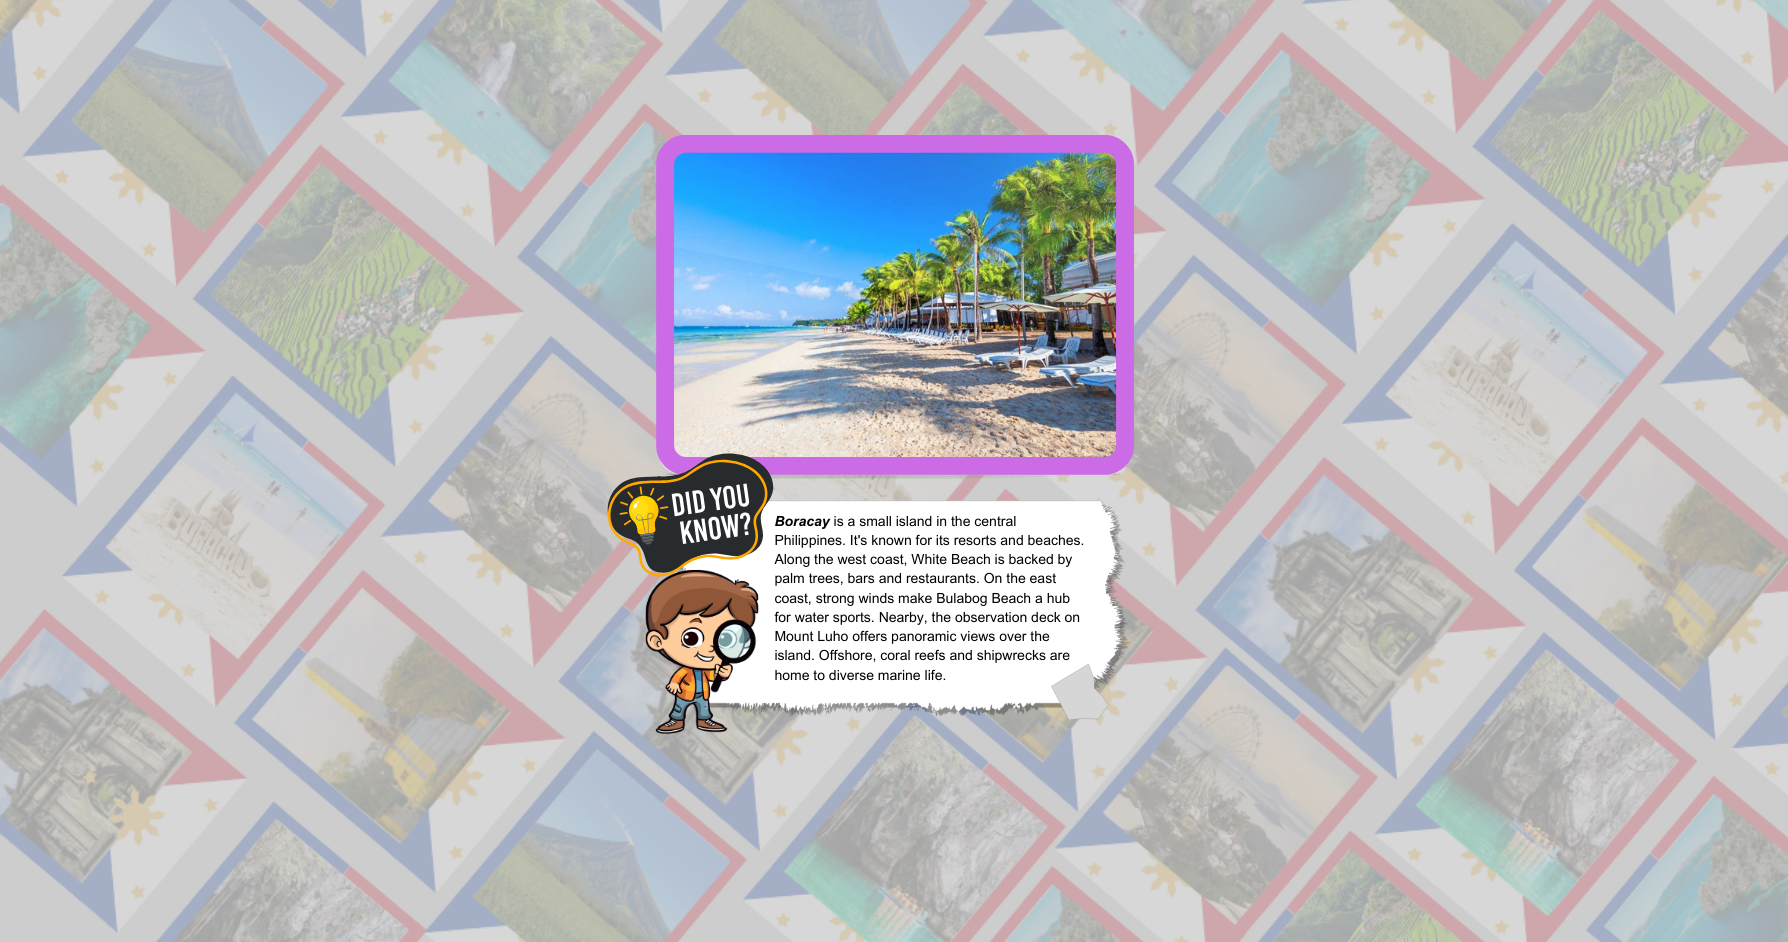 DID YOU
KNOW?
Boracay is a small island in the central
Philippines. It's known for its resorts and beaches.
Along the west coast, White Beach is backed by
palm trees, bars and restaurants. On the east
coast, strong winds make Bulabog Beach a hub
for water sports. Nearby, the observation deck on
Mount Luho offers panoramic views over the
island. Offshore, coral reefs and shipwrecks are
home to diverse marine life.
BORACAY
BORACAY